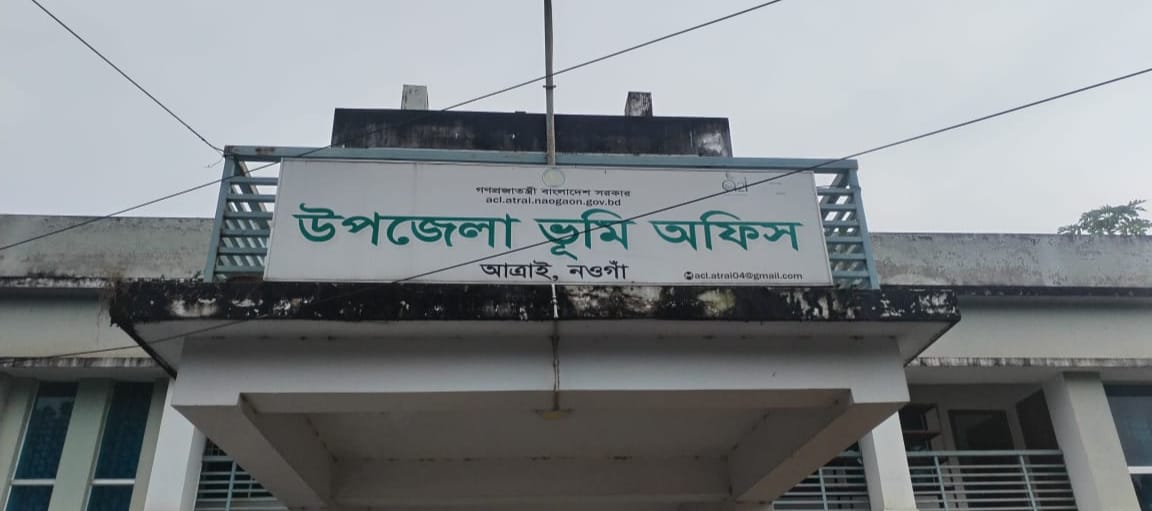 গণপ্রজাতন্ত্রী বাংলাদেশ সরকার
acl.atrai.naogaon.gov.bd
উপজেলা ভূমি অফিস
আত্রাই, নওগাঁ
acl.atrai04@gmail.com